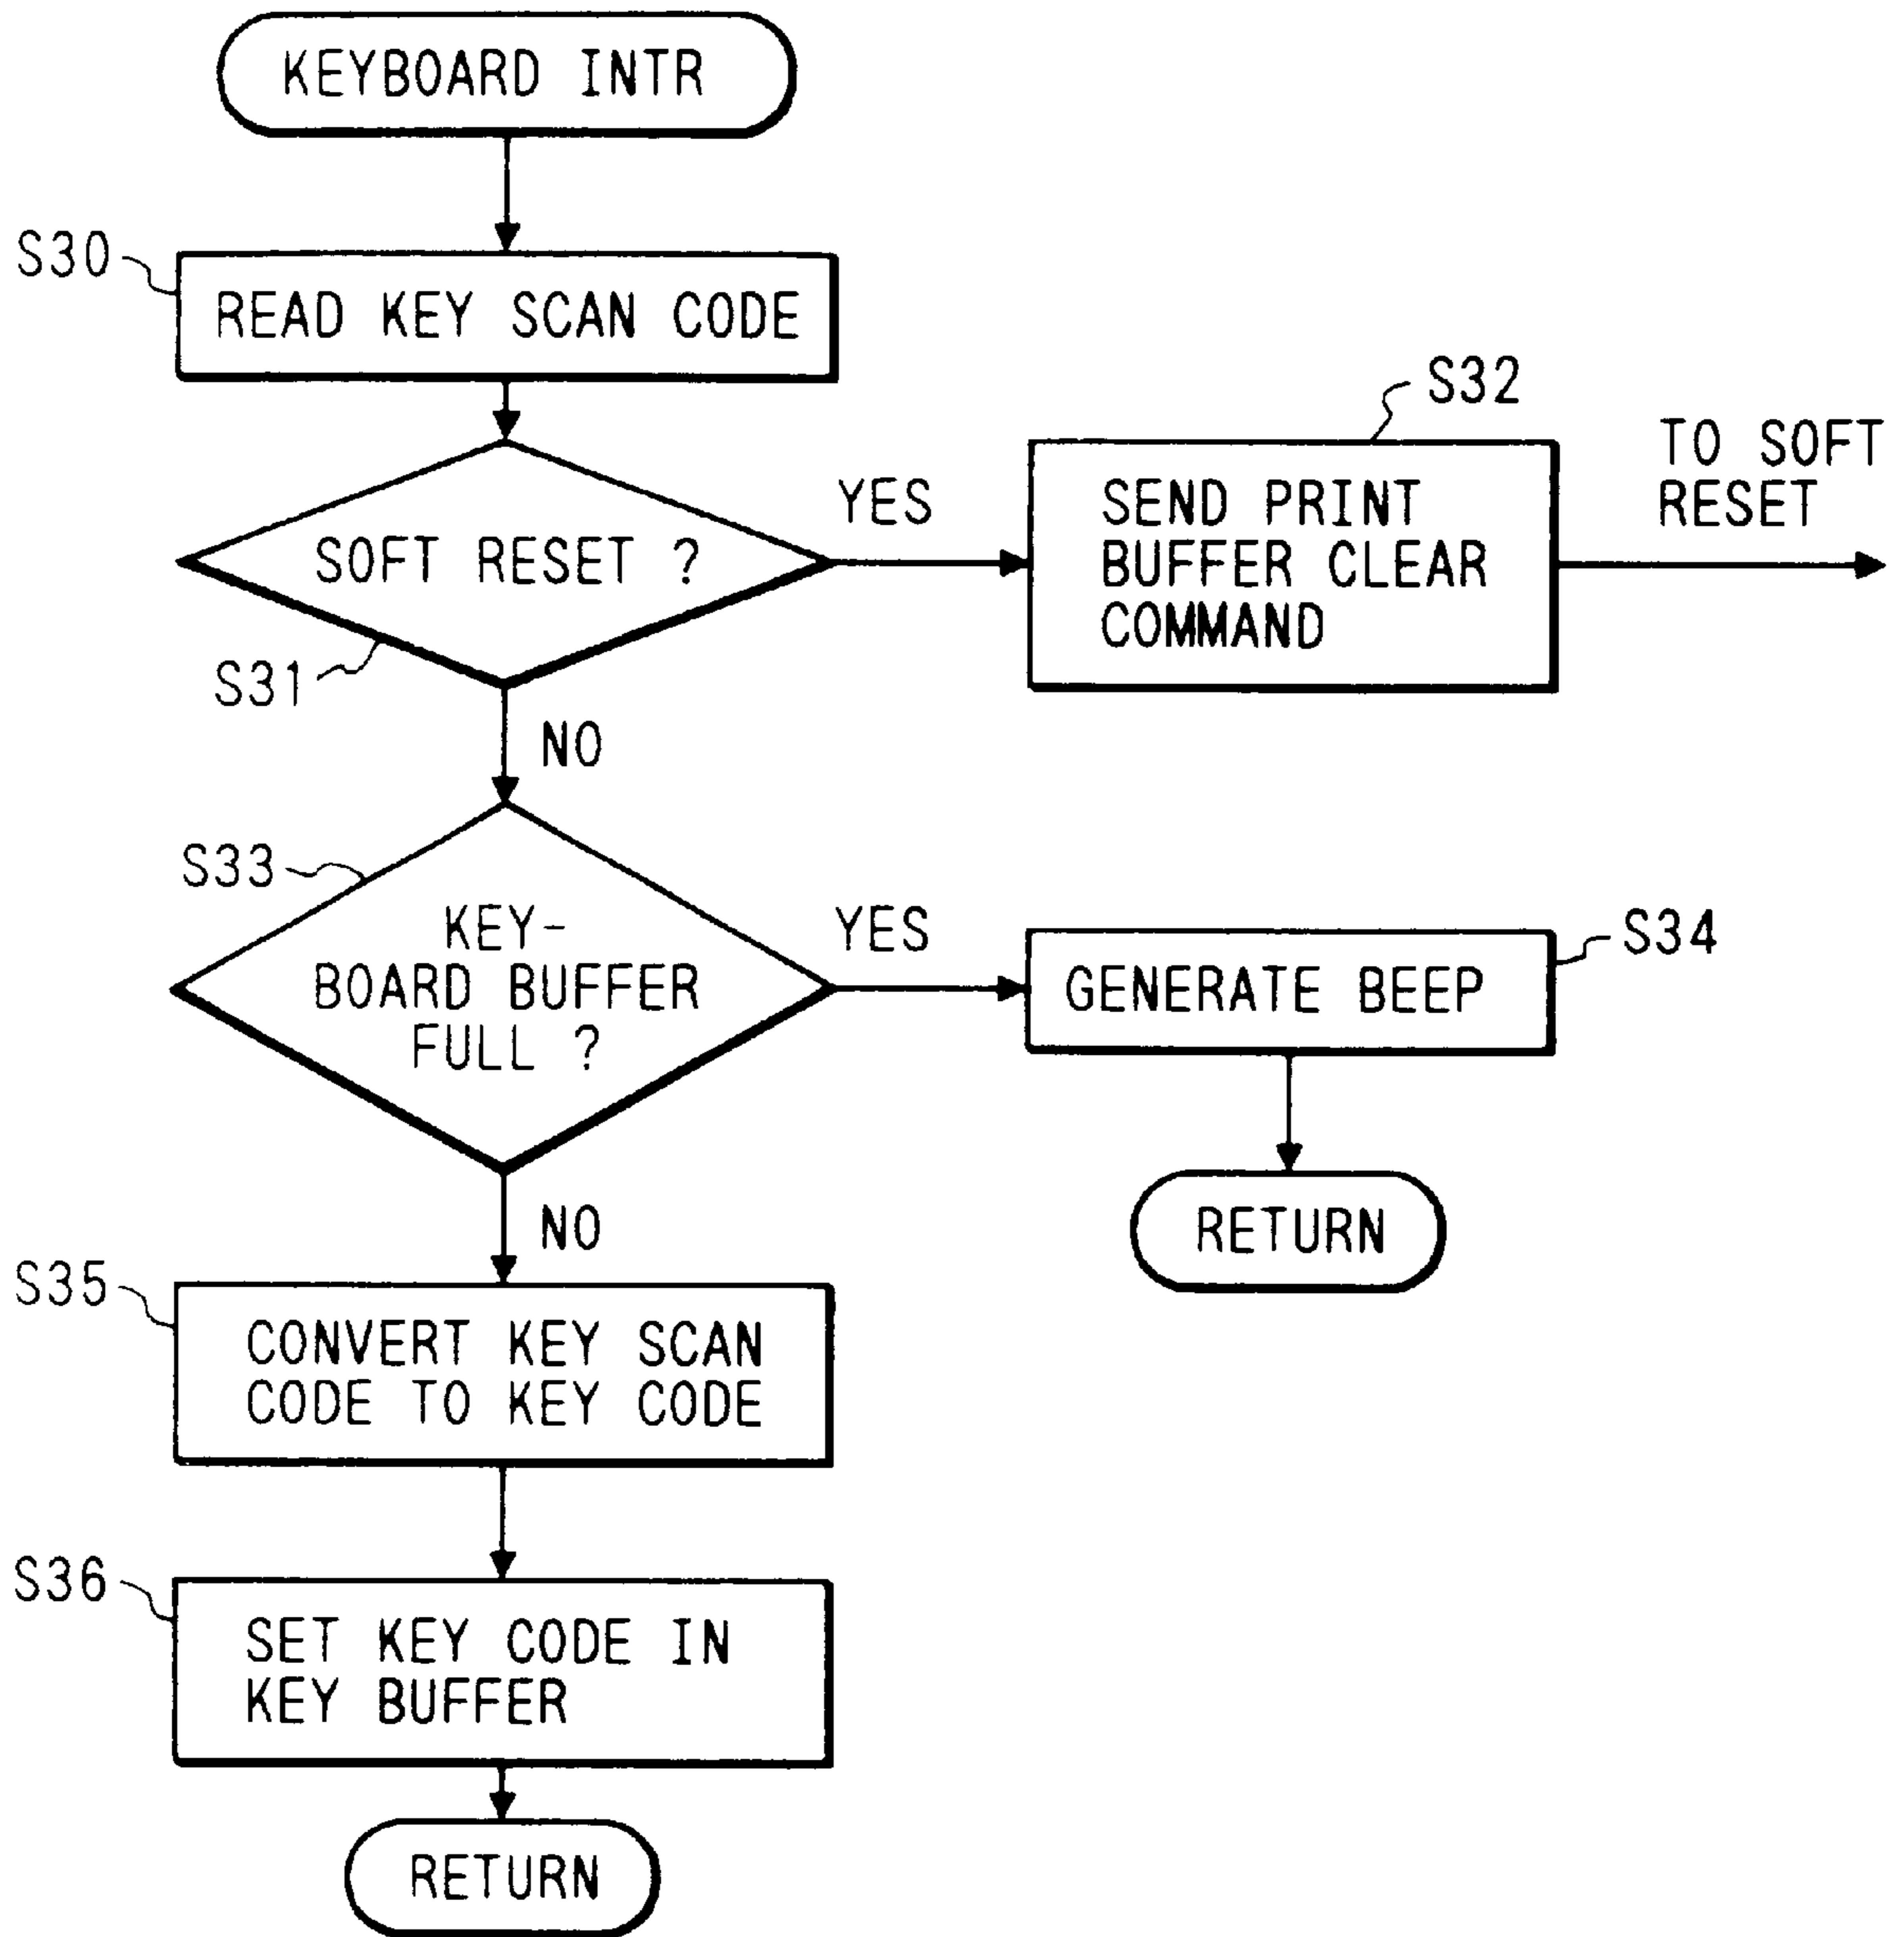 KEYBOARD INTR
S30
READ KEY SCAN CODE
S32
TO SOFT
RESET
YES
SEND PRINT
BUFFER CLEAR
COMMAND
SOFT RESET ?
S31
NO
S33
KEY-
BOARD BUFFER
FULL ?
YES
S34
GENERATE BEEP
RETURN
NO
S35
CONVERT KEY SCAN
CODE TO KEY CODE
S36
SET KEY CODE IN
KEY BUFFER
RETURN